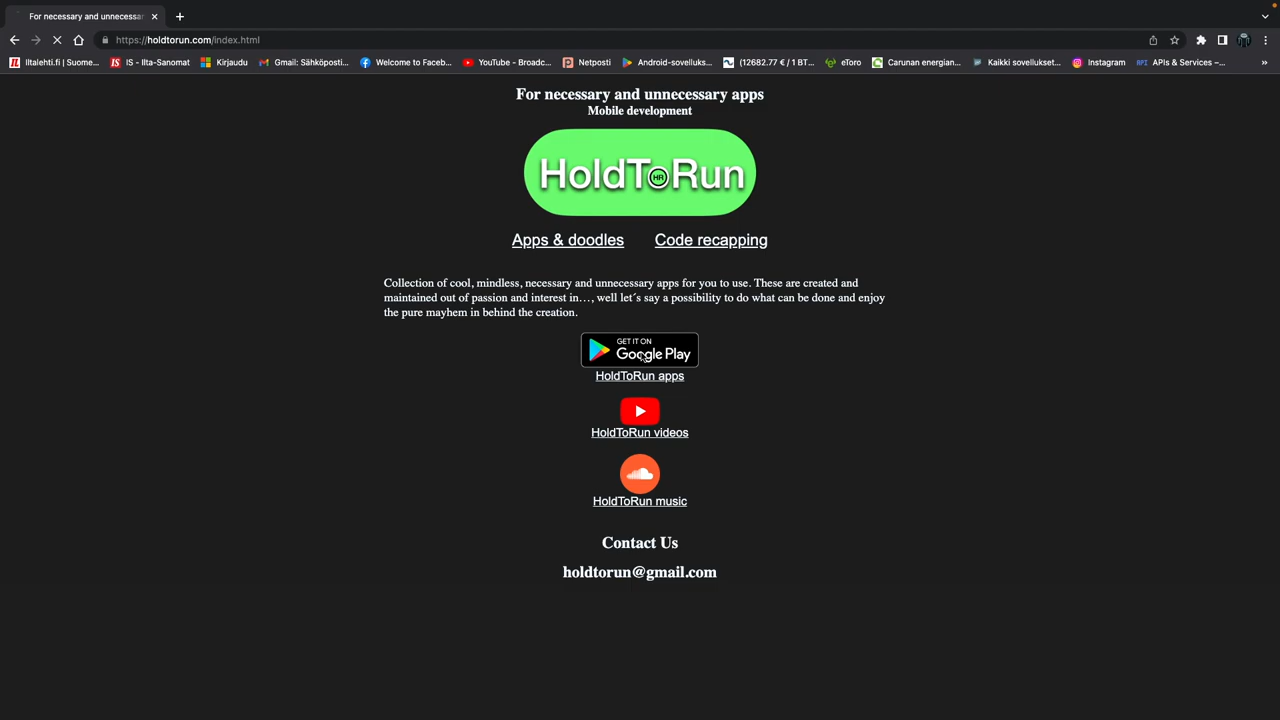 For necessary and unnecessar
https://holdtorun.com/index.html
Iltalehti.fi | Suome...
IS - Ilta-Sanomat
Kirjaudu
Gmail: Sähköposti...
Welcome to Faceb...
YouTube - Broadc...
Netposti
Android-sovelluks...
(12682.77 € / 1 BT...
eToro
Carunan energian...
Kaikki sovellukset...
Instagram
RPI APIs & Services –...
»
For necessary and unnecessary apps
Mobile development
HoldToRun
HR
Apps & doodles
Code recapping
Collection of cool, mindless, necessary and unnecessary apps for you to use. These are created and
maintained out of passion and interest in…, well let´s say a possibility to do what can be done and enjoy
the pure mayhem in behind the creation.
GET IT ON
Google Play
HoldToRun apps
HoldToRun videos
HoldToRun music
Contact Us
holdtorun@gmail.com